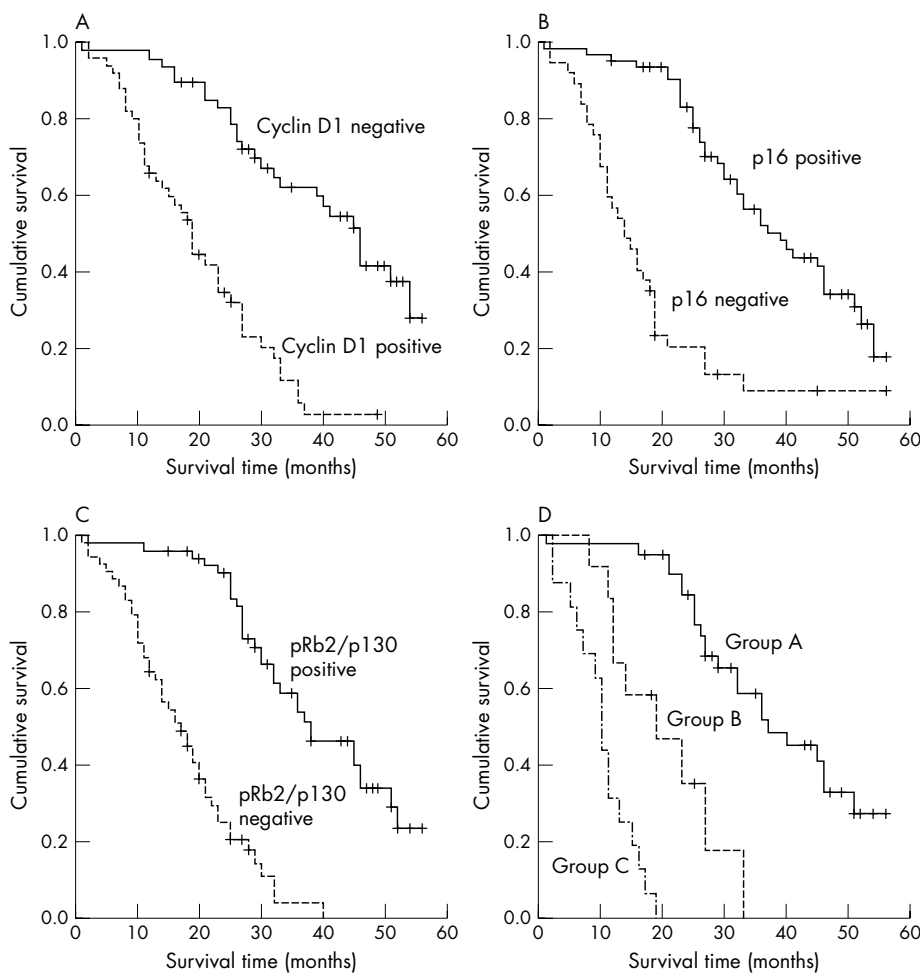 A
1.0
0.8
0.6
0.4
0.2
0.0
Cumulative survival
Cyclin D1 negative
Cyclin D1 positive
0 10 20 30 40 50 60
Survival time (months)
B
1.0
0.8
0.6
0.4
0.2
0.0
Cumulative survival
p16 positive
p16 negative
0 10 20 30 40 50 60
Survival time (months)
C
1.0
0.8
0.6
0.4
0.2
0.0
Cumulative survival
pRb2/p130
positive
pRb2/p130
negative
0 10 20 30 40 50 60
Survival time (months)
D
1.0
0.8
0.6
0.4
0.2
0.0
Cumulative survival
Group A
Group B
Group C
0 10 20 30 40 50 60
Survival time (months)